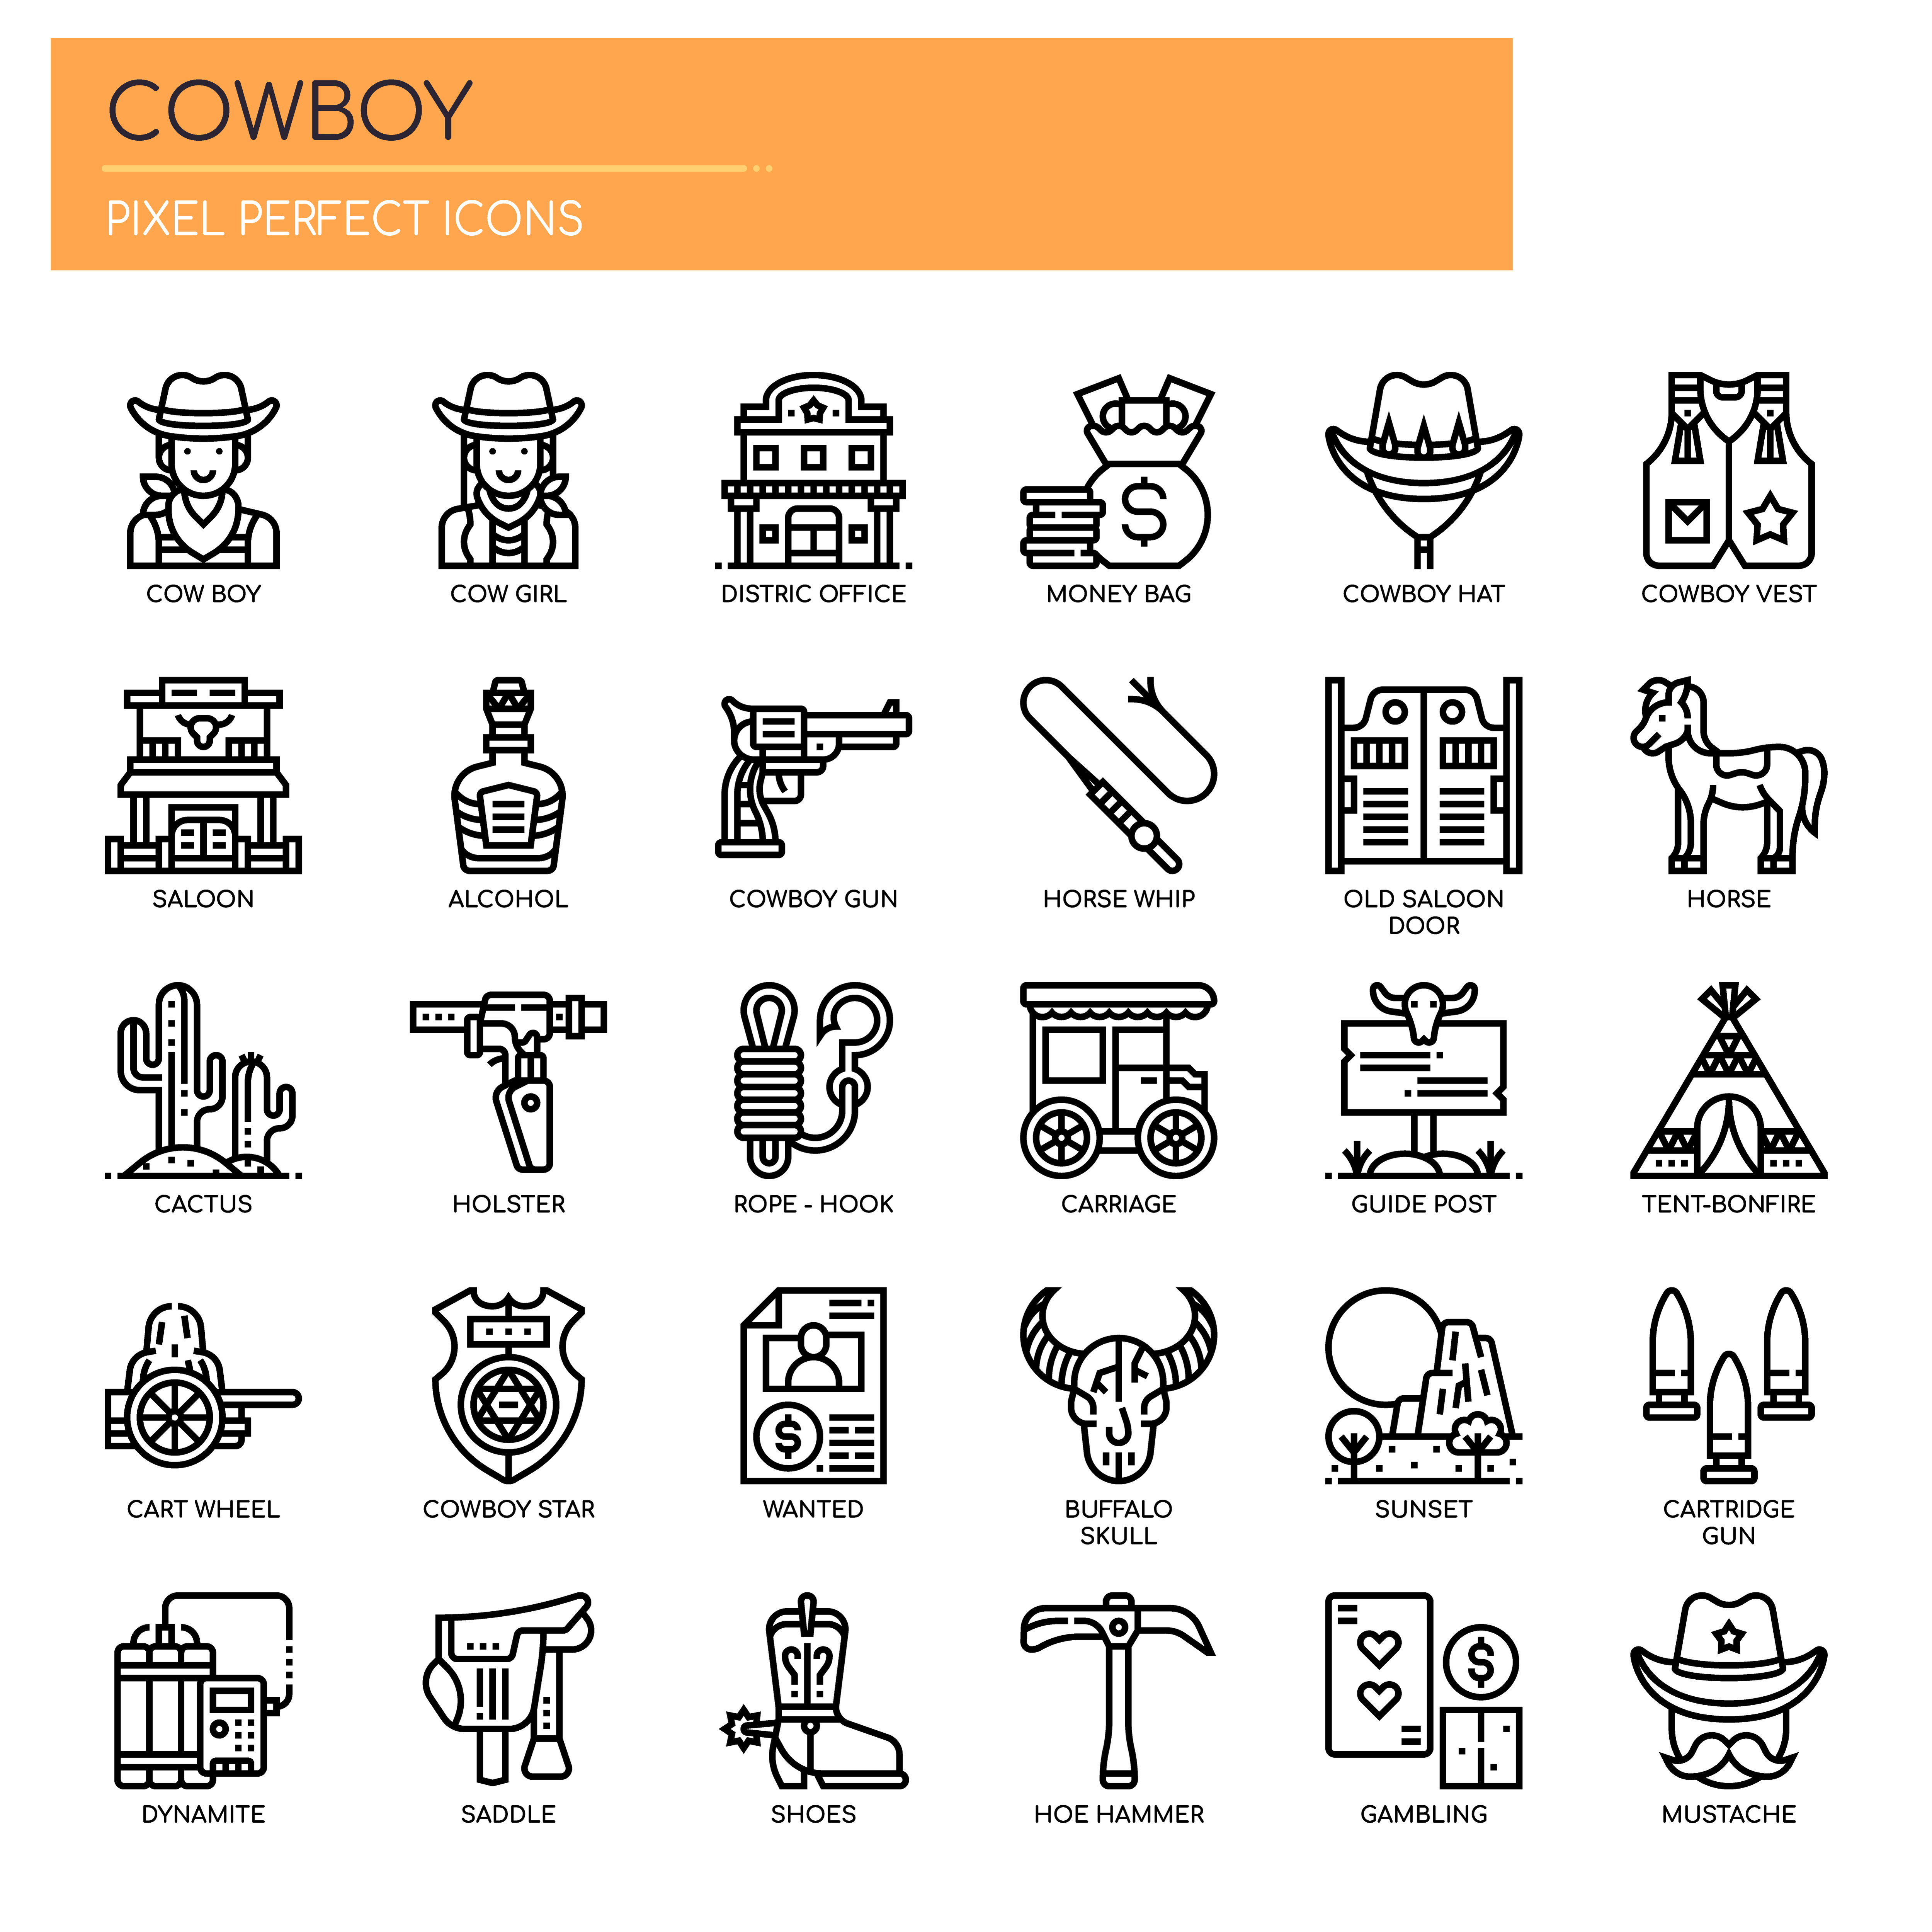 COWBOY
PIXEL PERFECT ICONS
COW BOY
COW GIRL
DISTRIC OFFICE
MONEY BAG
COWBOY HAT
COWBOY VEST
SALOON
ALCOHOL
COWBOY GUN
HORSE WHIP
OLD SALOON
DOOR
HORSE
CACTUS
HOLSTER
ROPE - HOOK
CARRIAGE
GUIDE POST
TENT-BONFIRE
CART WHEEL
COWBOY STAR
WANTED
BUFFALO
SKULL
SUNSET
CARTRIDGE
GUN
DYNAMITE
SADDLE
SHOES
HOE HAMMER
GAMBLING
MUSTACHE